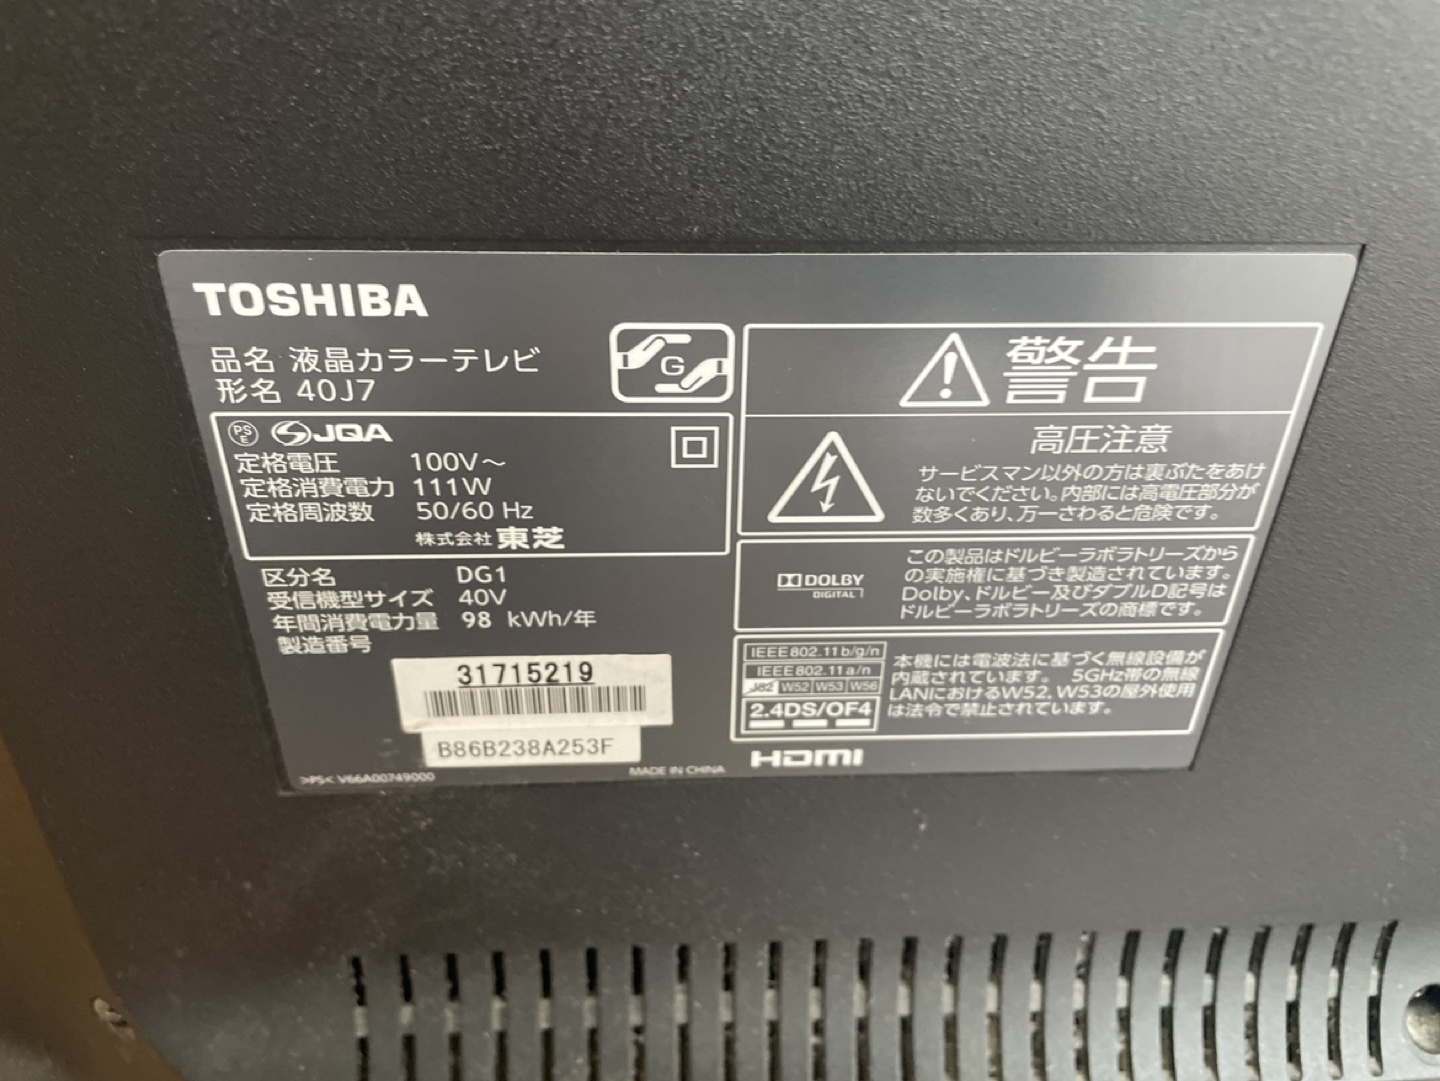 TOSHIBA
品名 液晶カラーテレビ
形名 40J7
G
PS
E
JQA
定格電圧 100V～
定格消費電力 111W
定格周波数 50/60 Hz
株式会社 東芝
区分名 DG1
受信機型サイズ 40V
年間消費電力量 98 kWh/年
製造番号
31715219
B86B238A253F
>PS< V66A00749000
MADE IN CHINA
警告
高圧注意
サービスマン以外の方は裏ぶたをあけ
ないでください。内部には高電圧部分が
数多くあり、万一さわると危険です。
DOLBY
DIGITAL
この製品はドルビーラボラトリーズから
の実施権に基づき製造されています。
Dolby、ドルビー及びダブルD記号は
ドルビーラボラトリーズの商標です。
IEEE802.11b/g/n
IEEE802.11a/n
J52 W52 W53 W56
2.4DS/OF4
本機には電波法に基づく無線設備が
内蔵されています。 5GHz帯の無線
LANにおけるW52、W53の屋外使用
は法令で禁止されています。
HDMI